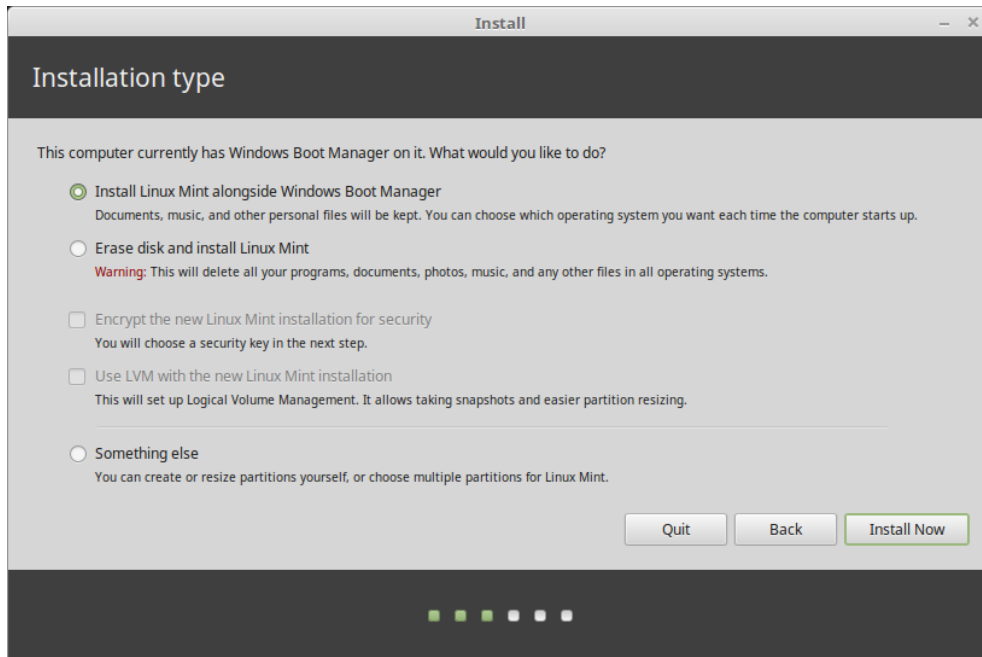 Install
Installation type
This computer currently has Windows Boot Manager on it. What would you like to do?
Install Linux Mint alongside Windows Boot Manager
Documents, music, and other personal files will be kept. You can choose which operating system you want each time the computer starts up.
Erase disk and install Linux Mint
Warning: This will delete all your programs, documents, photos, music, and any other files in all operating systems.
Encrypt the new Linux Mint installation for security
You will choose a security key in the next step.
Use LVM with the new Linux Mint installation
This will set up Logical Volume Management. It allows taking snapshots and easier partition resizing.
Something else
You can create or resize partitions yourself, or choose multiple partitions for Linux Mint.
Quit Back Install Now